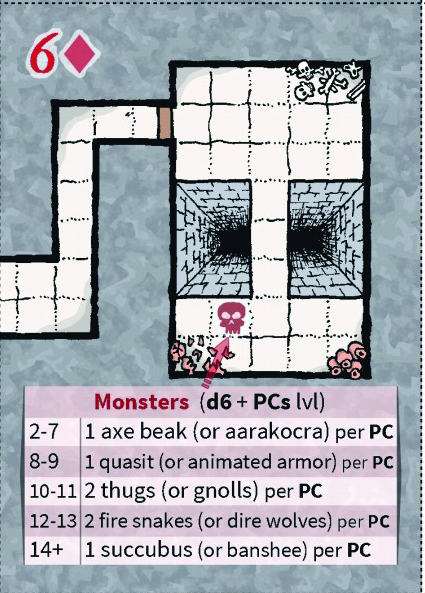 6♦
Monsters (d6 + PCs lvl)
2-7 1 axe beak (or aarakocra) per PC
8-9 1 quasit (or animated armor) per PC
10-11 2 thugs (or gnolls) per PC
12-13 2 fire snakes (or dire wolves) per PC
14+ 1 succubus (or banshee) per PC